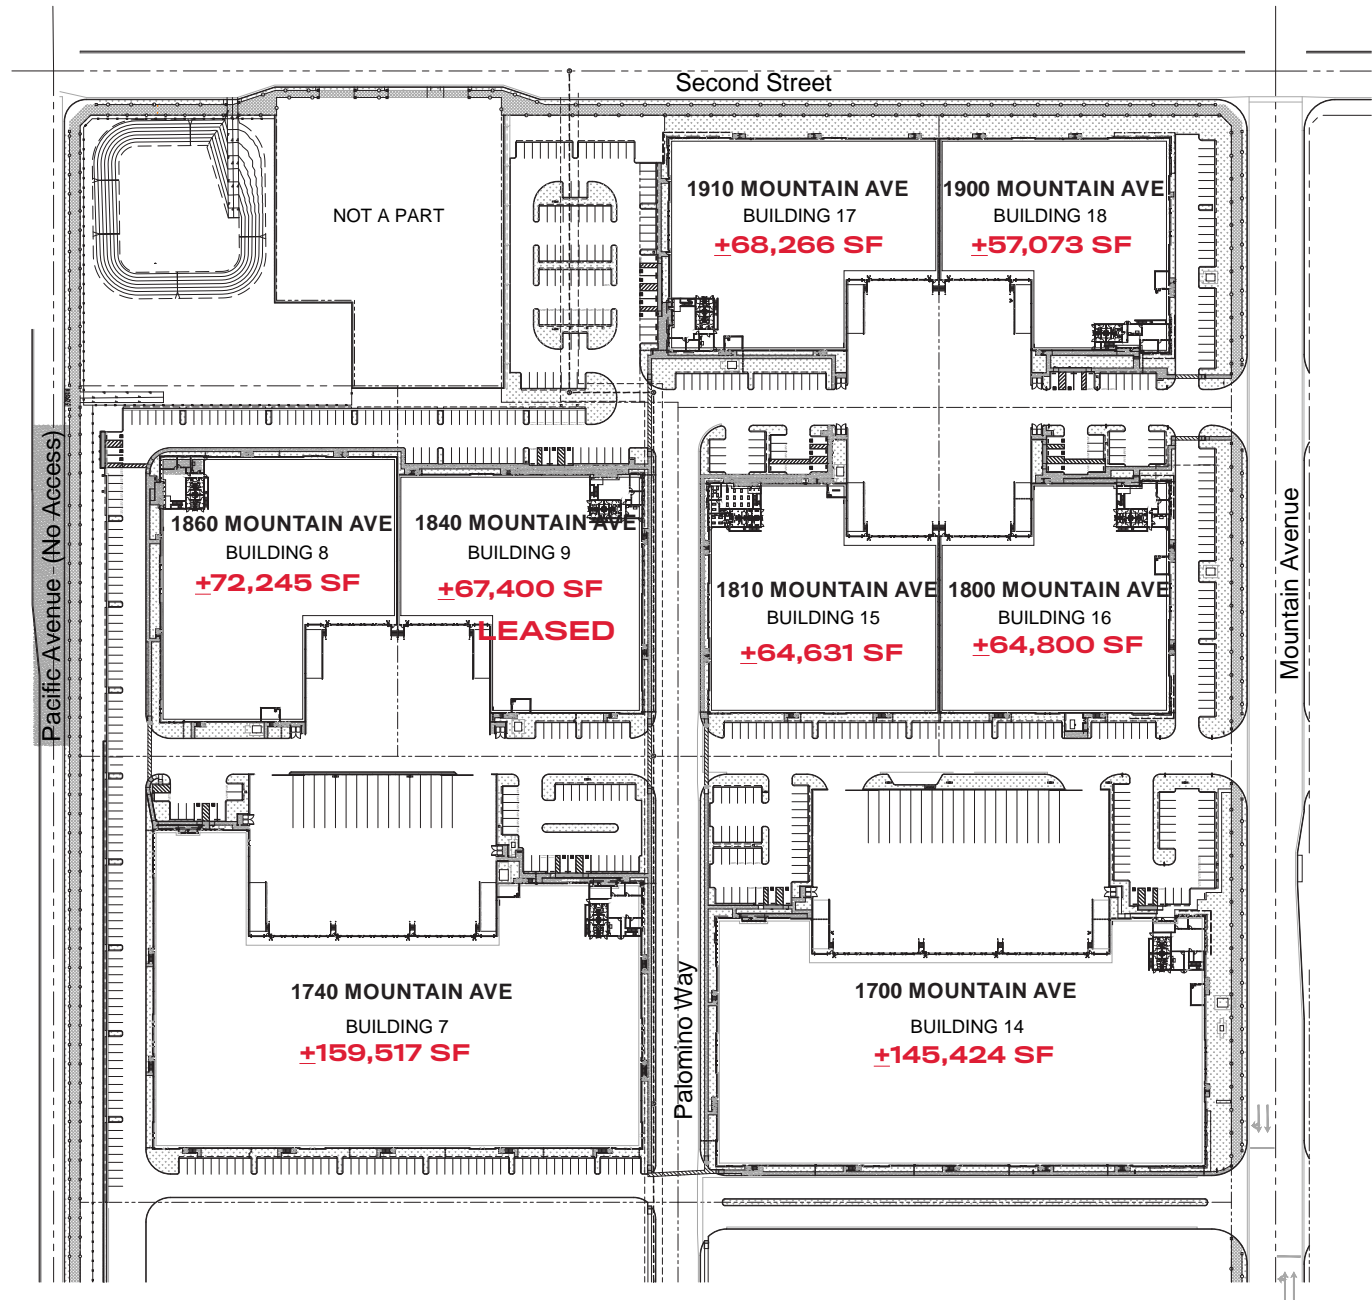 Second Street
NOT A PART
1910 MOUNTAIN AVE
BUILDING 17
±68,266 SF
1900 MOUNTAIN AVE
BUILDING 18
±57,073 SF
Pacific Avenue - (No Access)
1860 MOUNTAIN AVE
BUILDING 8
±72,245 SF
1840 MOUNTAIN AVE
BUILDING 9
±67,400 SF
LEASED
1810 MOUNTAIN AVE
BUILDING 15
±64,631 SF
1800 MOUNTAIN AVE
BUILDING 16
±64,800 SF
Mountain Avenue
1740 MOUNTAIN AVE
BUILDING 7
±159,517 SF
Palomino Way
1700 MOUNTAIN AVE
BUILDING 14
±145,424 SF